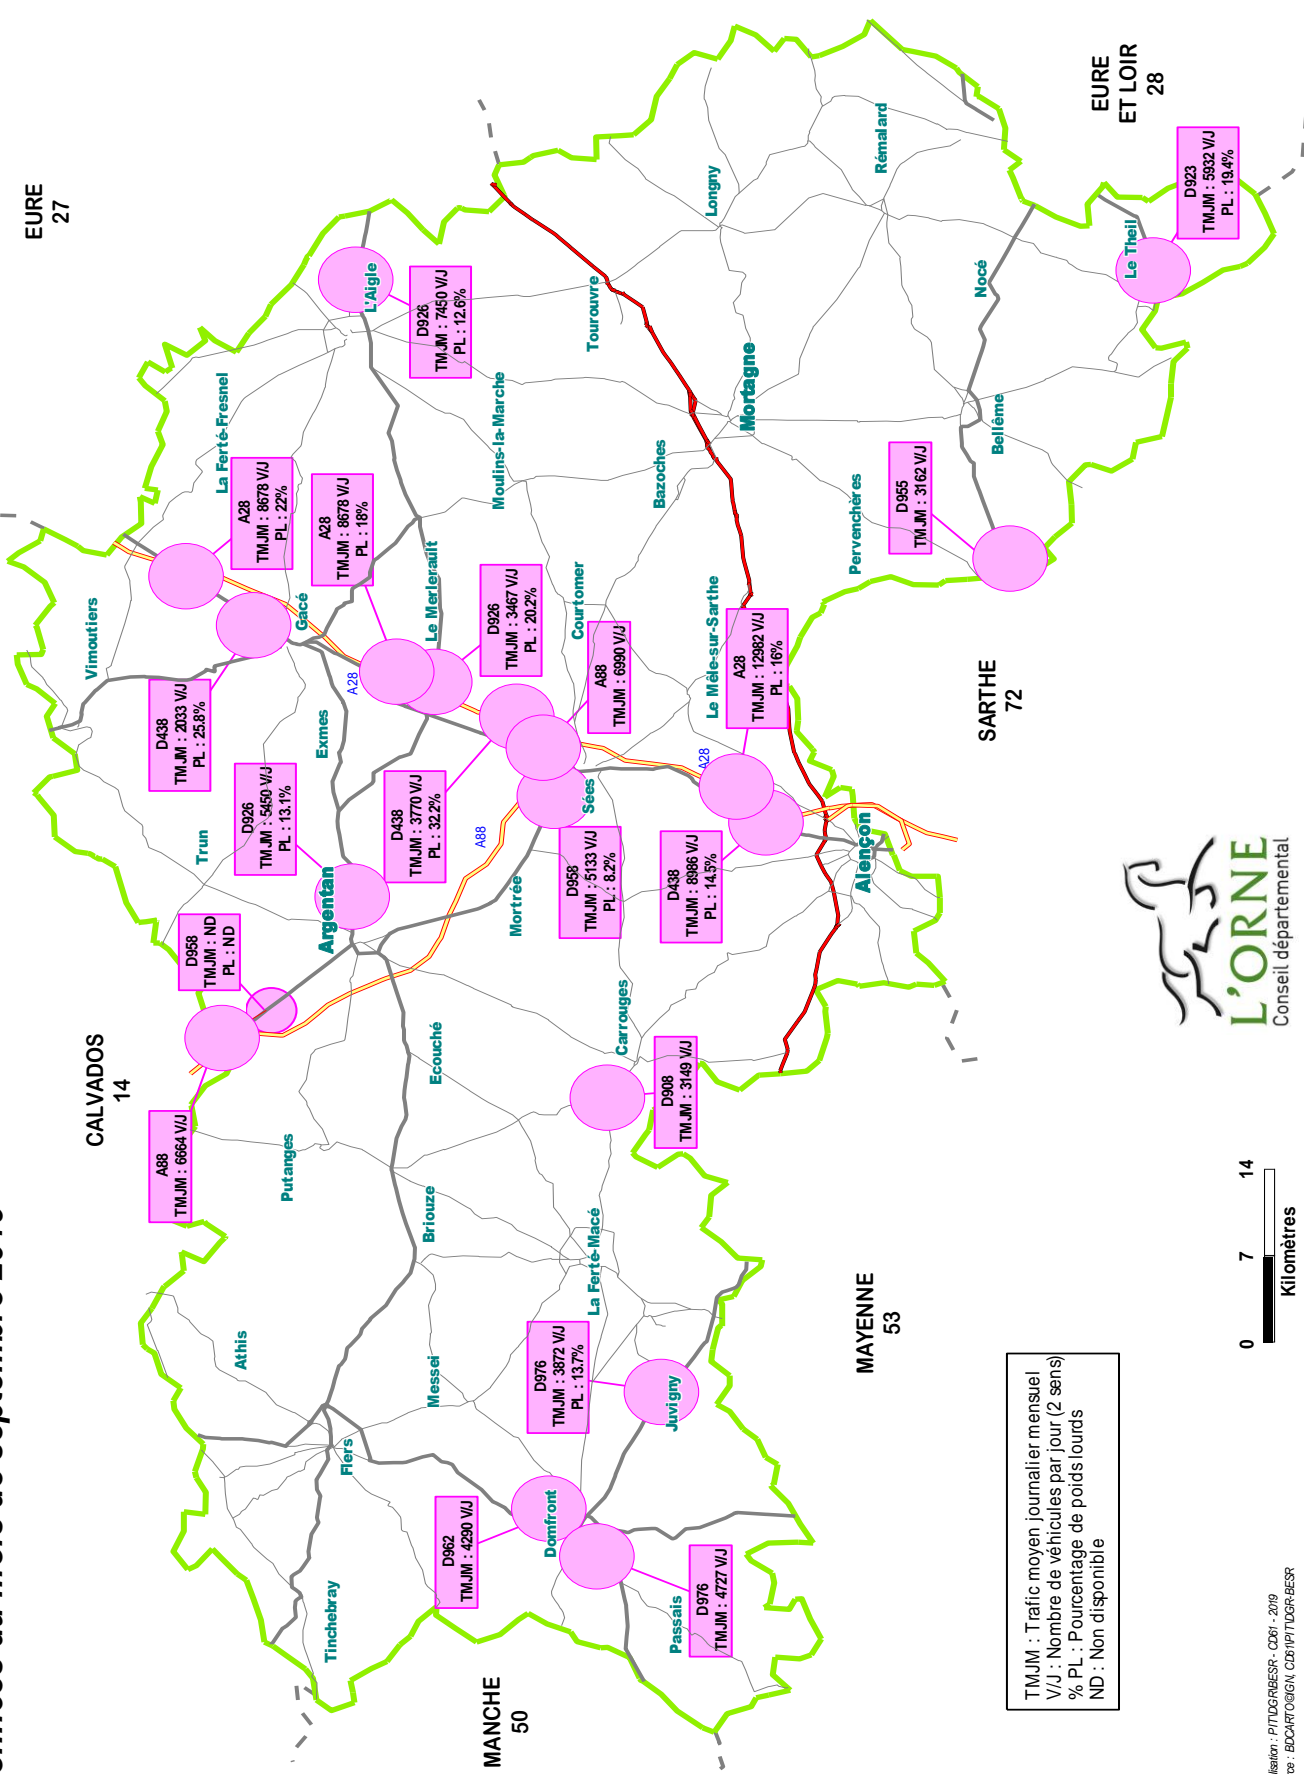 EURE
27
EURE
ET LOIR
28
CALVADOS
14
SARTHE
72
MAYENNE
53
MANCHE
50
A88
TMJM : 6664 V/J
D958
TMJM : ND
PL : ND
D926
TMJM : 5450 V/J
PL : 13.1%
D438
TMJM : 2033 V/J
PL : 25.8%
A28
TMJM : 8678 V/J
PL : 22%
A28
TMJM : 8678 V/J
PL : 18%
D926
TMJM : 7450 V/J
PL : 12.6%
D926
TMJM : 3467 V/J
PL : 20.2%
D438
TMJM : 3770 V/J
PL : 32.2%
A88
TMJM : 6990 V/J
D958
TMJM : 5133 V/J
PL : 8.2%
D438
TMJM : 8986 V/J
PL : 14.5%
A28
TMJM : 12982 V/J
PL : 16%
D955
TMJM : 3162 V/J
D923
TMJM : 5932 V/J
PL : 19.4%
D908
TMJM : 3149 V/J
D976
TMJM : 3872 V/J
PL : 13.7%
D962
TMJM : 4290 V/J
D976
TMJM : 4727 V/J
Vimoutiers
La Ferté-Fresnel
L'Aigle
Gacé
Trun
Exmes
Le Merlerault
Moulins-la-Marche
Tourouvre
Longny
Rémalard
Argentan
Mortrée
Sées
Courtomer
Bazoches
Mortagne
Nocé
Le Theil
Bellême
Pervenchères
Le Mêle-sur-Sarthe
Alençon
Carrouges
Ecouché
Putanges
Briouze
La Ferté-Macé
Athis
Messei
Flers
Juvigny
Domfront
Passais
Tinchebray
A28
A88
A28
TMJM : Trafic moyen journalier mensuel
V/J : Nombre de véhicules par jour (2 sens)
% PL : Pourcentage de poids lourds
ND : Non disponible
0 7 14
Kilomètres
L'ORNE
Conseil départemental